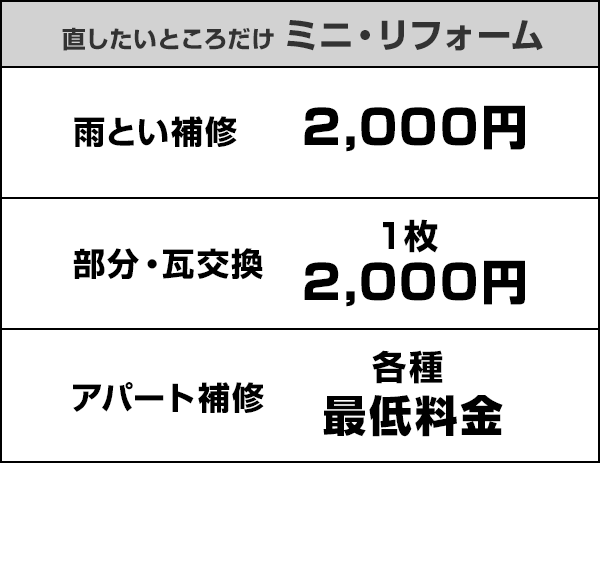 直したいところだけ ミニ・リフォーム
雨とい補修 2,000円
1枚
部分・瓦交換 2,000円
各種
アパート補修 最低料金